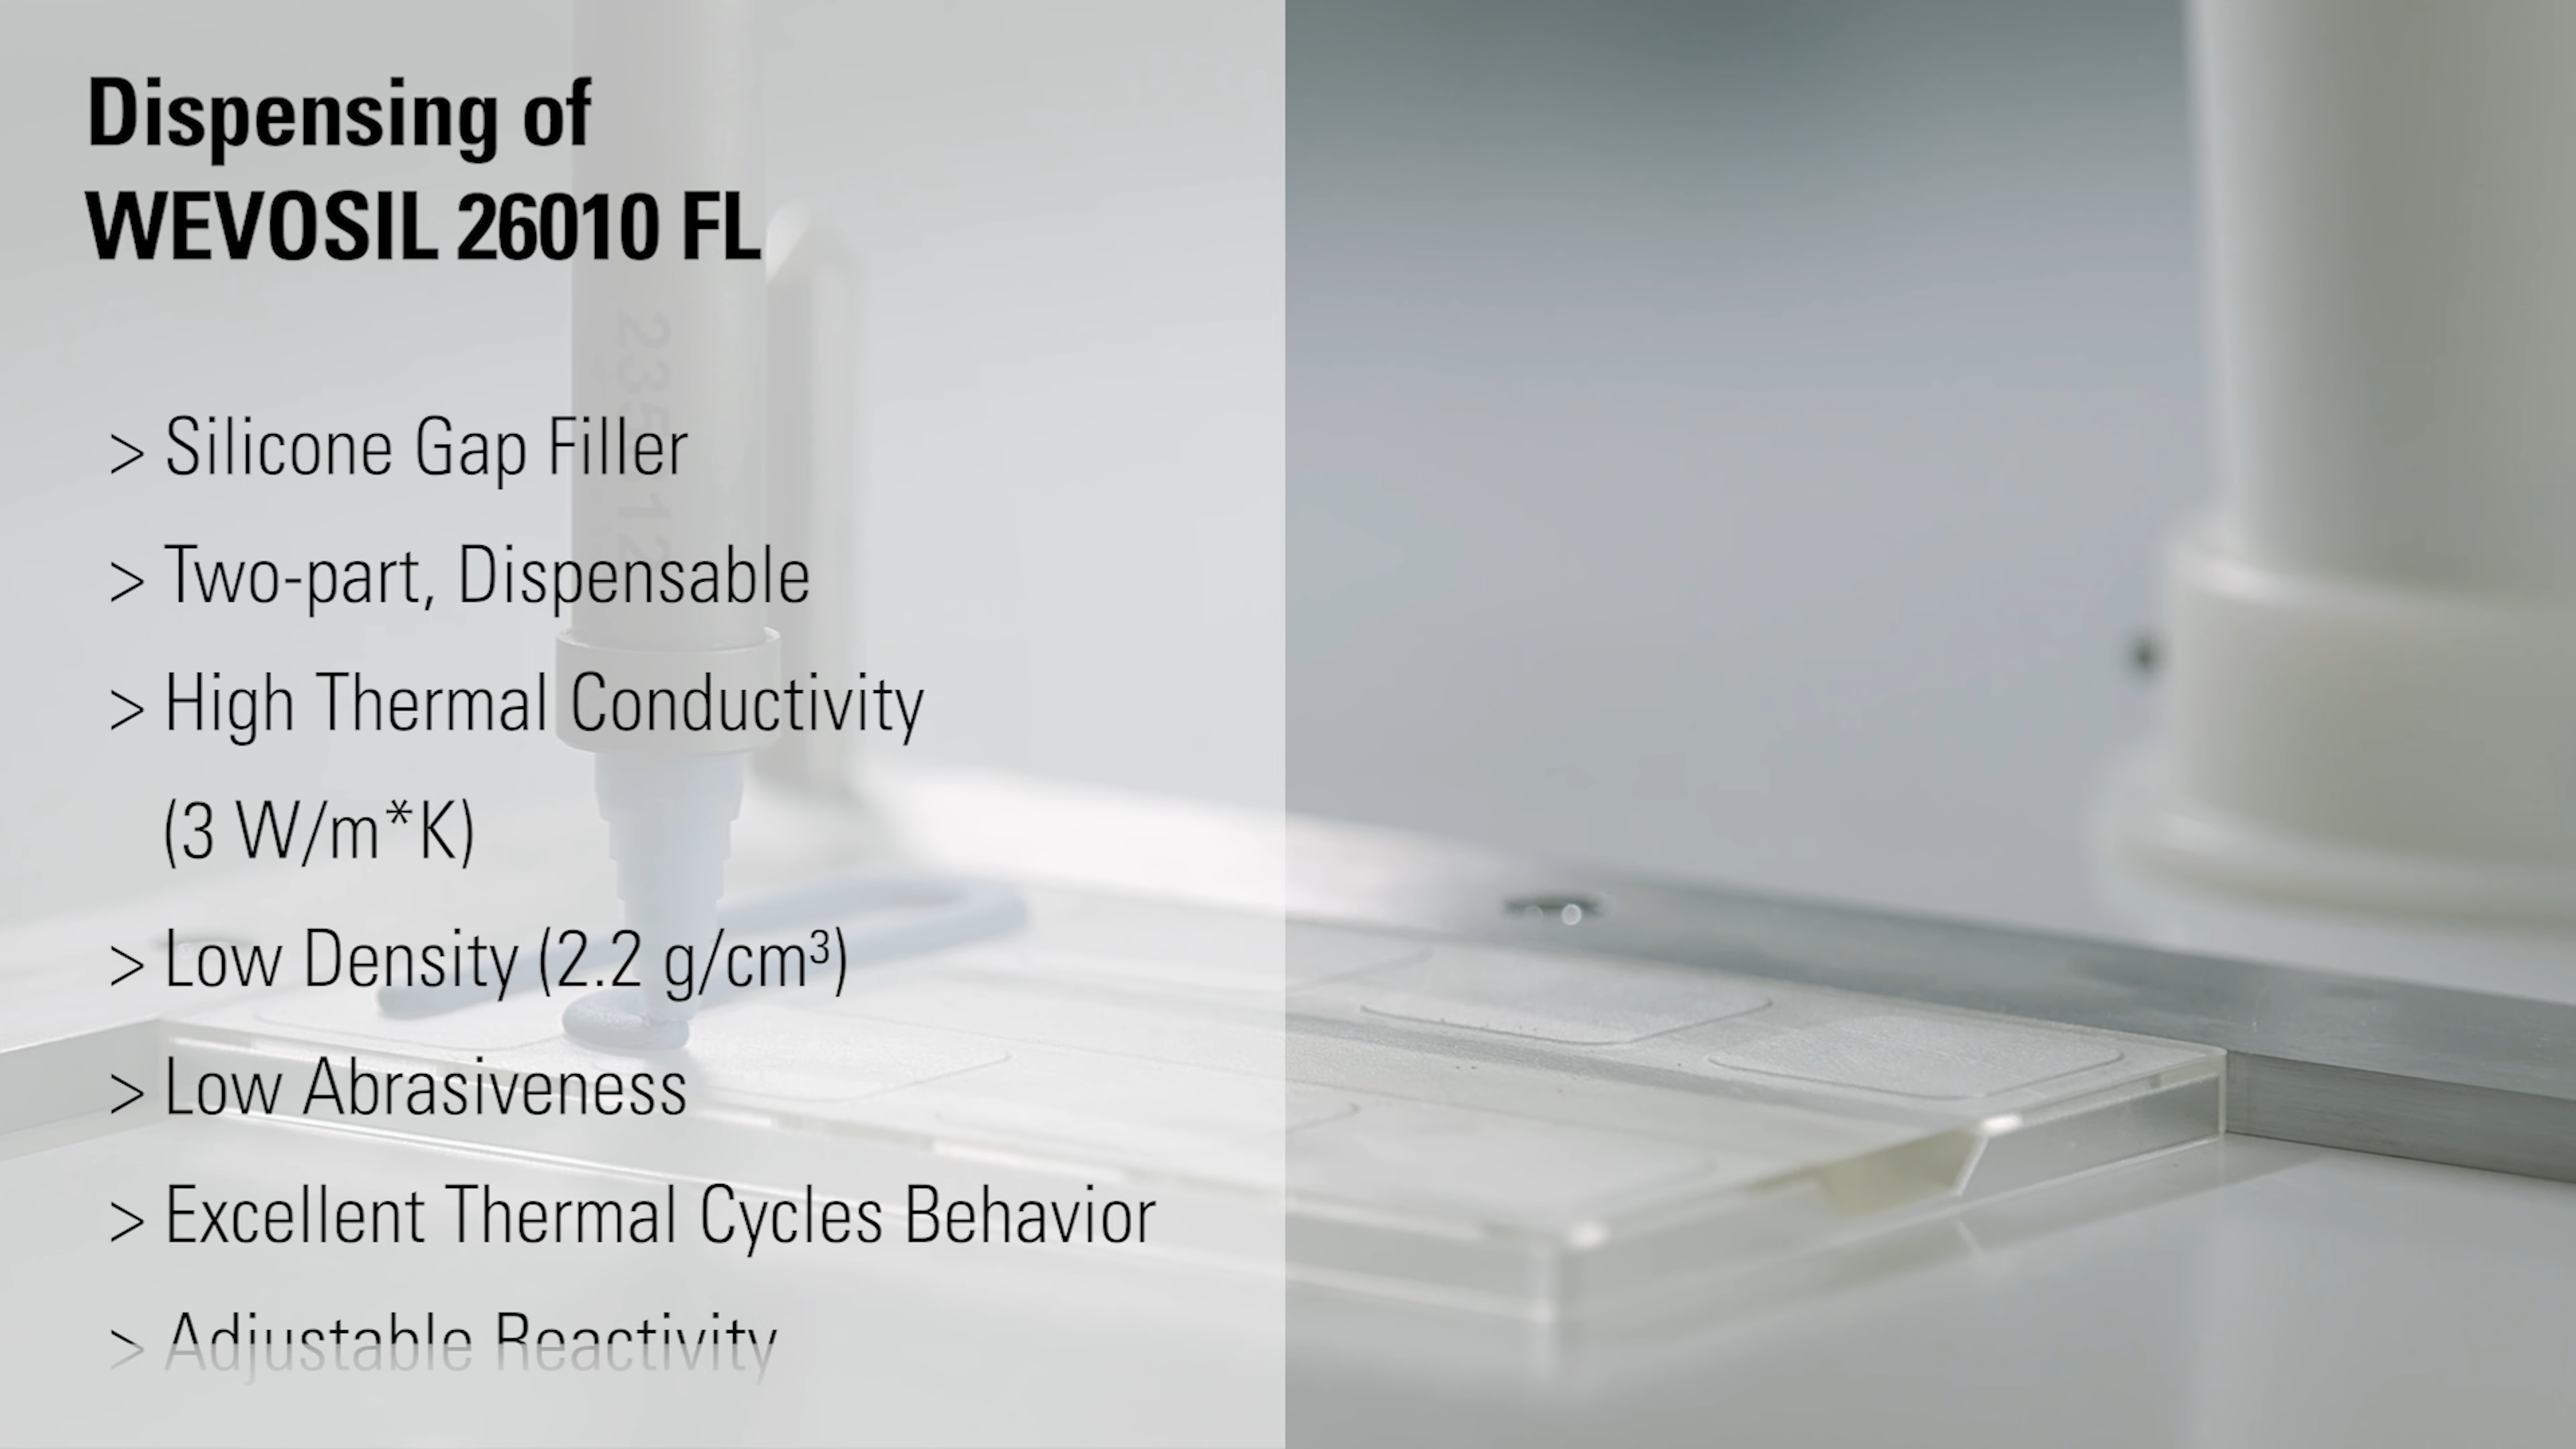 Dispensing of
WEVOSIL 26010 FL
> Silicone Gap Filler
> Two-part, Dispensable
> High Thermal Conductivity
(3 W/m*K)
> Low Density (2.2 g/cm³)
> Low Abrasiveness
> Excellent Thermal Cycles Behavior
> Adjustable Reactivity